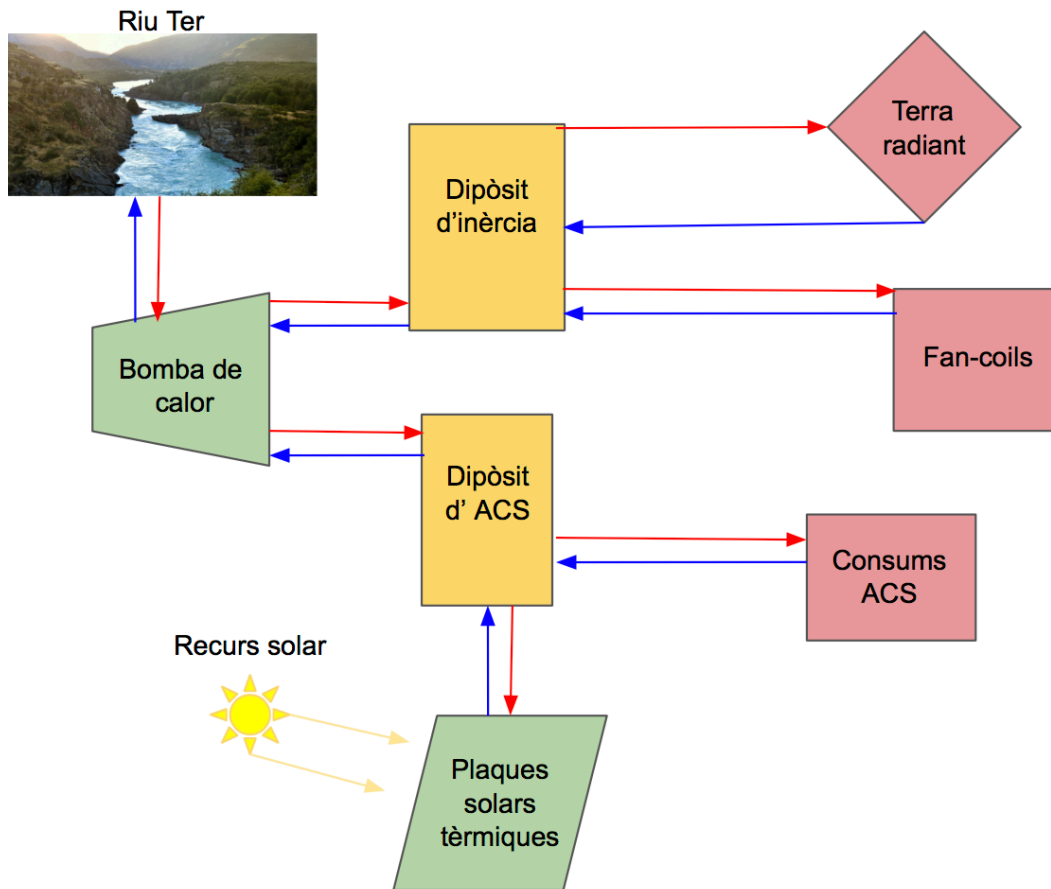 Riu Ter
Terra
radiant
Dipòsit
d’inèrcia
Bomba de
calor
Fan-coils
Dipòsit
d’ ACS
Consums
ACS
Recurs solar
Plaques
solars
tèrmiques